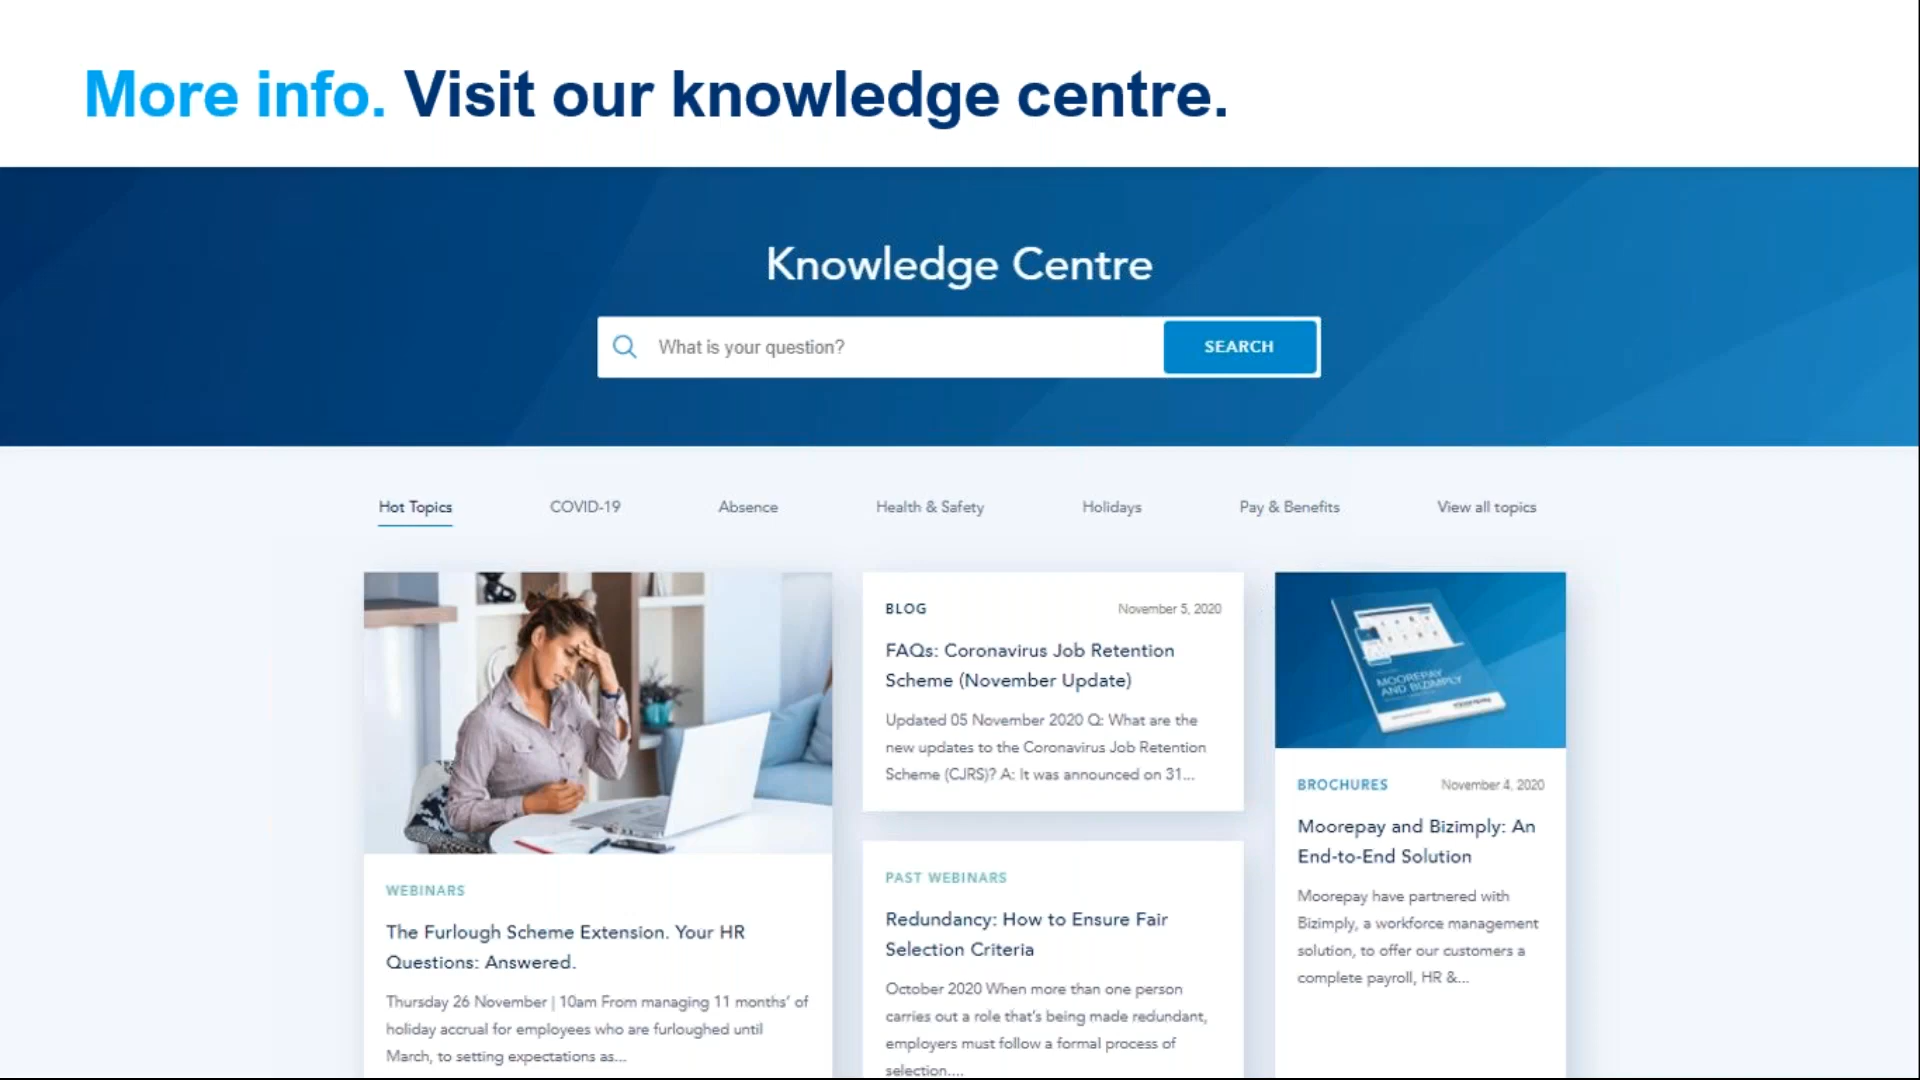 More info. Visit our knowledge centre.
Knowledge Centre
What is your question?
SEARCH
Hot Topics
COVID-19
Absence
Health & Safety
Holidays
Pay & Benefits
View all topics
WEBINARS
The Furlough Scheme Extension. Your HR
Questions: Answered.
Thursday 26 November | 10am From managing 11 months' of
holiday accrual for employees who are furloughed until
March, to setting expectations as...
BLOG
November 5, 2020
FAQs: Coronavirus Job Retention
Scheme (November Update)
Updated 05 November 2020 Q: What are the
new updates to the Coronavirus Job Retention
Scheme (CJRS)? A: It was announced on 31...
PAST WEBINARS
Redundancy: How to Ensure Fair
Selection Criteria
October 2020 When more than one person
carries out a role that's being made redundant,
employers must follow a formal process of
selection....
MOOREPAY
AND BIZIMPLY
BROCHURES
November 4, 2020
Moorepay and Bizimply: An
End-to-End Solution
Moorepay have partnered with
Bizimply, a workforce management
solution, to offer our customers a
complete payroll, HR &...